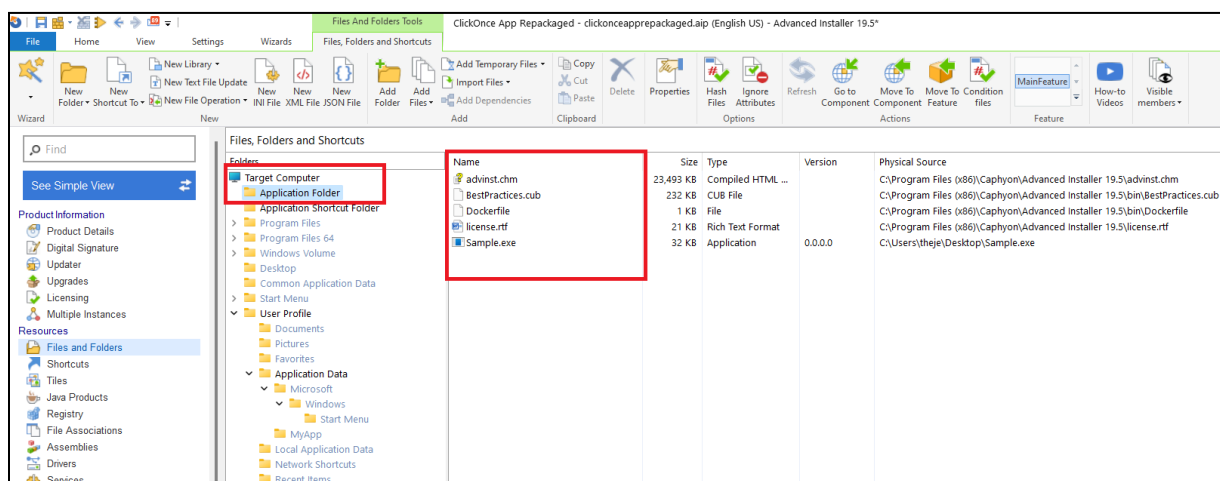 Files And Folders Tools
ClickOnce App Repackaged - clickonceapprepackaged.aip (English US) - Advanced Installer 19.5*
File Home View Settings Wizards Files, Folders and Shortcuts
New Library
New Text File Update
New File Operation
New Folder
New Shortcut To
New INI File
New XML File
New JSON File
Add Folder
Add Files
Add Temporary Files
Import Files
Add Dependencies
Copy
Cut
Paste
Delete
Properties
Hash Files
Ignore Attributes
Refresh
Go to Component
Move To Component
Move To Feature
Condition files
MainFeature
How-to Videos
Visible members
Wizard New Add Clipboard Options Actions Feature
Find
See Simple View
Product Information
Product Details
Digital Signature
Updater
Upgrades
Licensing
Multiple Instances
Resources
Files and Folders
Shortcuts
Tiles
Java Products
Registry
File Associations
Assemblies
Drivers
Services
Files, Folders and Shortcuts
Folders
Target Computer
Application Folder
Application Shortcut Folder
Program Files
Program Files 64
Windows Volume
Desktop
Common Application Data
Start Menu
User Profile
Documents
Pictures
Favorites
Application Data
Microsoft
Windows
Start Menu
MyApp
Local Application Data
Network Shortcuts
Recent Items
Name Size Type Version Physical Source
advinst.chm 23,493 KB Compiled HTML ... C:\Program Files (x86)\Caphyon\Advanced Installer 19.5\advinst.chm
BestPractices.cub 232 KB CUB File C:\Program Files (x86)\Caphyon\Advanced Installer 19.5\bin\BestPractices.cub
Dockerfile 1 KB File C:\Program Files (x86)\Caphyon\Advanced Installer 19.5\bin\Dockerfile
license.rtf 21 KB Rich Text Format C:\Program Files (x86)\Caphyon\Advanced Installer 19.5\license.rtf
Sample.exe 32 KB Application 0.0.0.0 C:\Users\theje\Desktop\Sample.exe